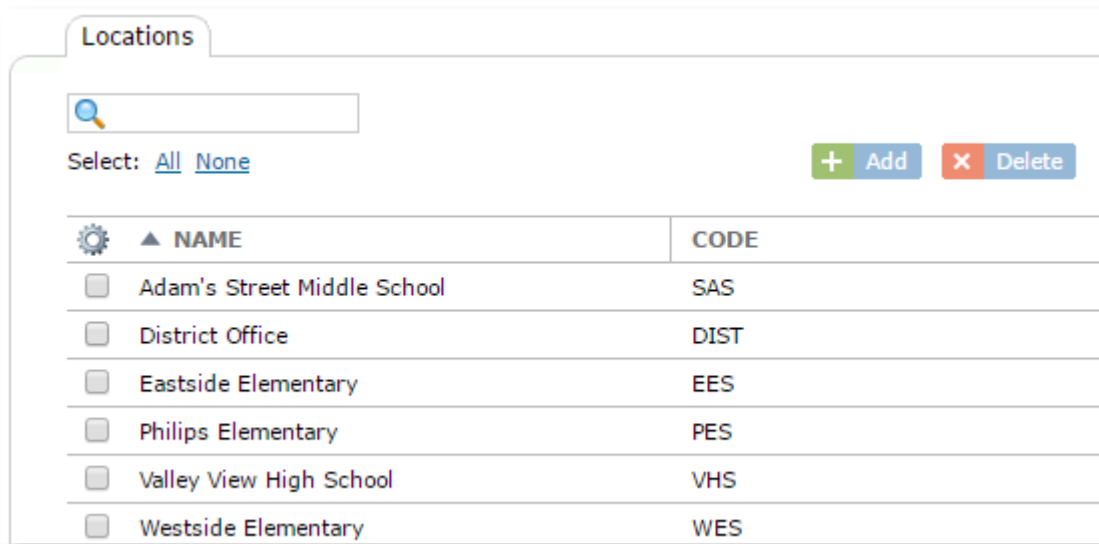 Locations
Select: All None
Add Delete
NAME CODE
Adam's Street Middle School SAS
District Office DIST
Eastside Elementary EES
Philips Elementary PES
Valley View High School VHS
Westside Elementary WES